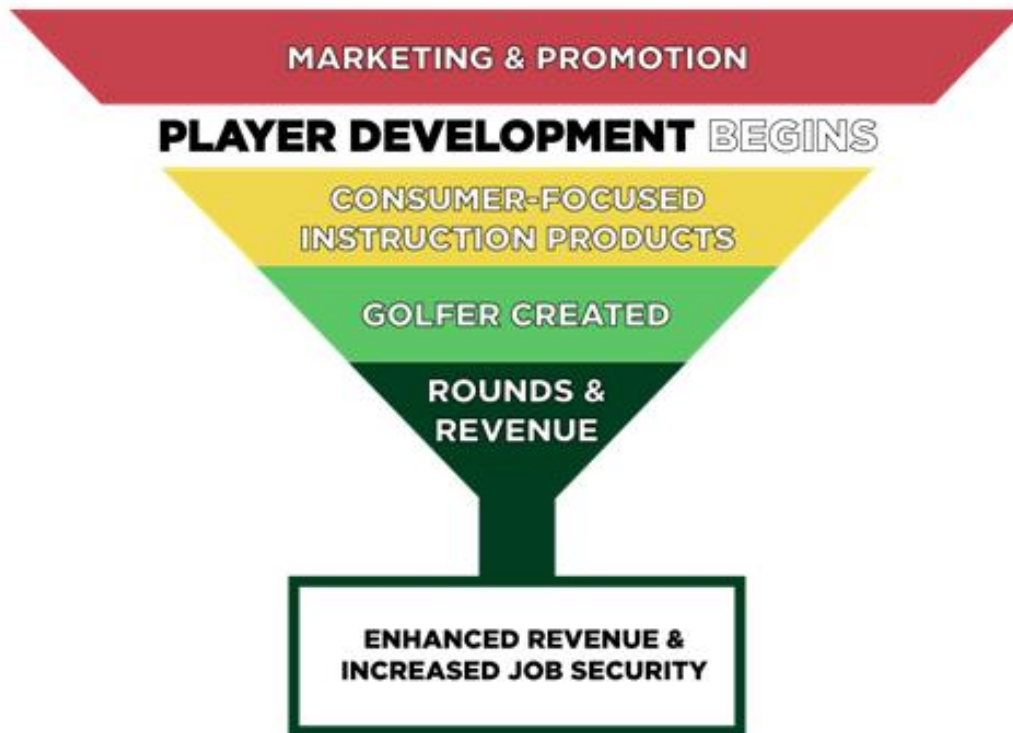 MARKETING & PROMOTION
PLAYER DEVELOPMENT BEGINS
CONSUMER-FOCUSED
INSTRUCTION PRODUCTS
GOLFER CREATED
ROUNDS &
REVENUE
ENHANCED REVENUE &
INCREASED JOB SECURITY